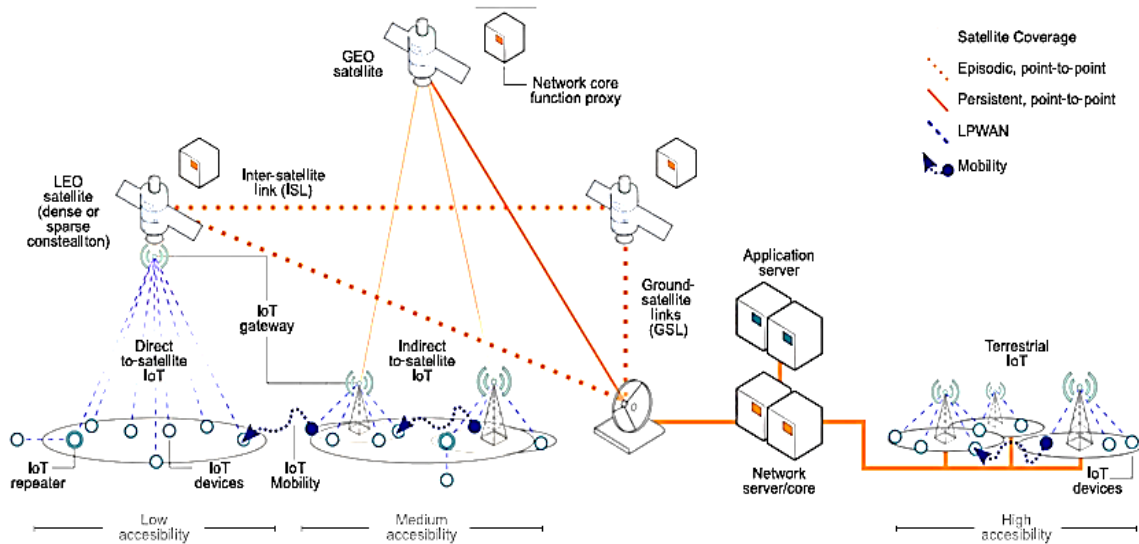 GEO
satellite
Network core
function proxy
Satellite Coverage
Episodic, point-to-point
Persistent, point-to-point
LPWAN
Mobility
LEO
satellite
(dense or
sparse
consteallton)
Inter-satellite
link (ISL)
Application
server
Ground-
satellite
links
(GSL)
IoT
gateway
Direct
to-satellite
IoT
Indirect
to-satellite
IoT
Terrestrial
IoT
IoT
repeater
IoT
devices
IoT
Mobility
Network
server/core
IoT
devices
Low
accesibility
Medium
accesibility
High
accesibility